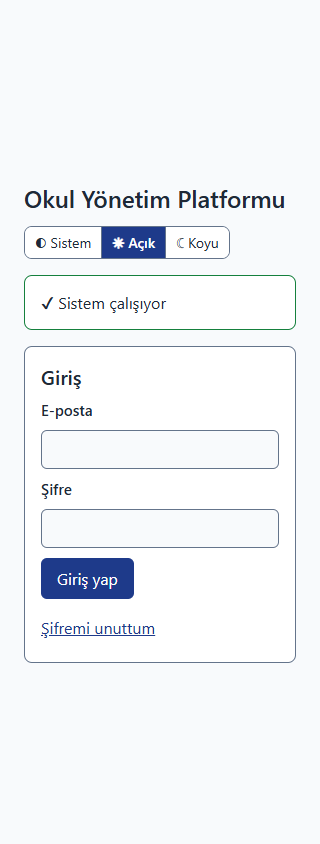 Okul Yönetim Platformu
◐ Sistem ✸ Açık ☾ Koyu
✓ Sistem çalışıyor
Giriş
E-posta
Şifre
Giriş yap
Şifremi unuttum